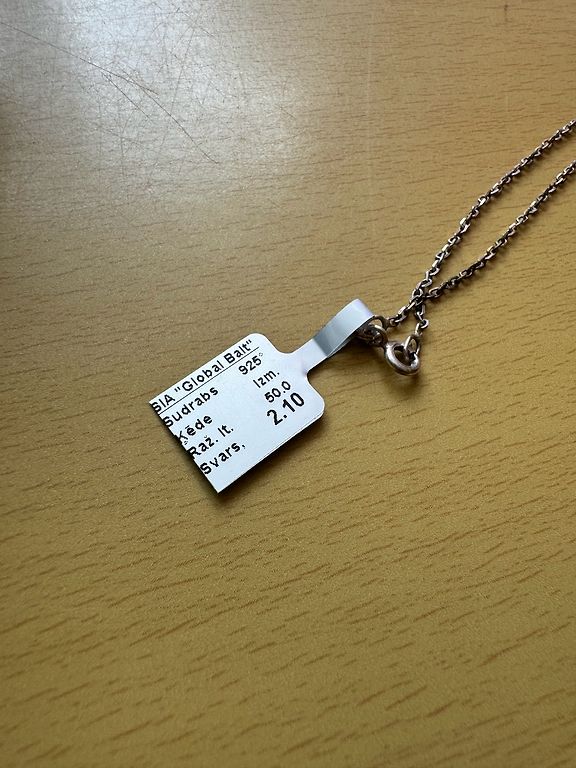 SIA "Global Balt"
Sudrabs 925°
Ķēde Izm.
Raž. It. 50.0
Svars, 2.10